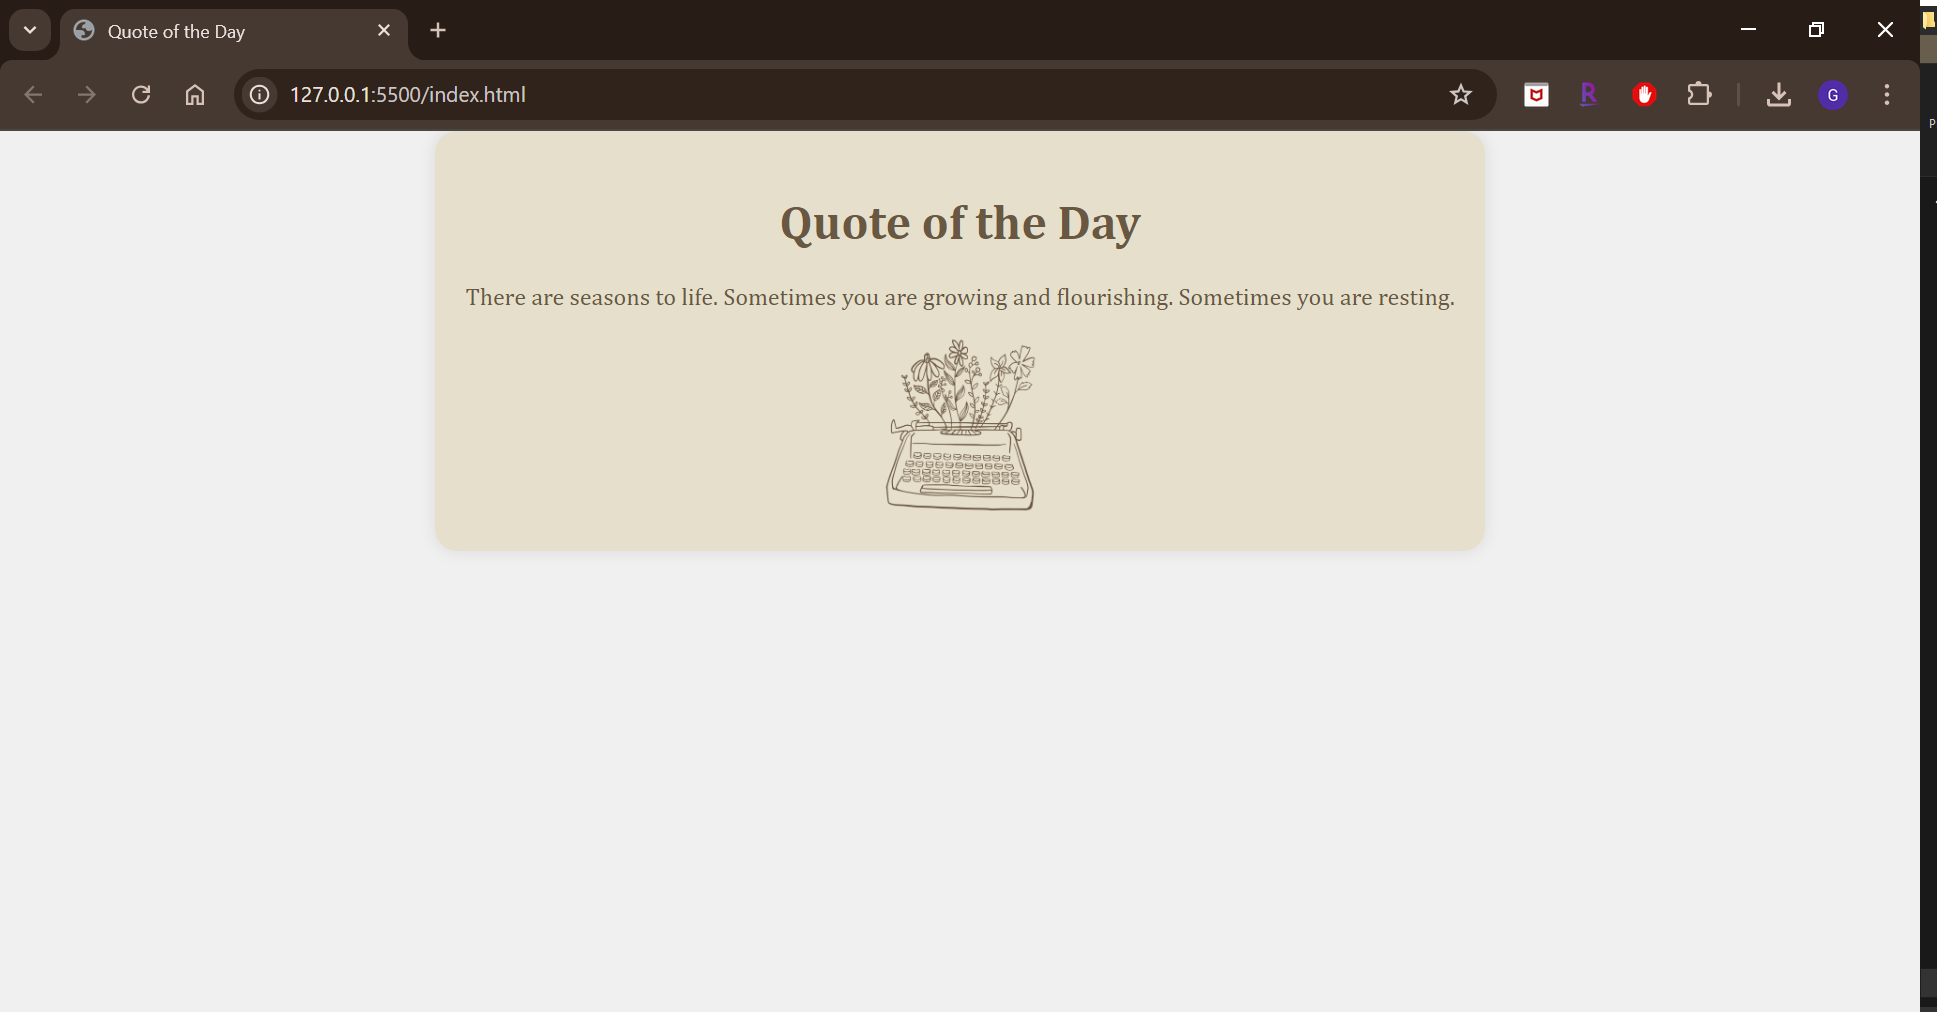 Quote of the Day
127.0.0.1:5500/index.html
R
G
P
Quote of the Day
There are seasons to life. Sometimes you are growing and flourishing. Sometimes you are resting.